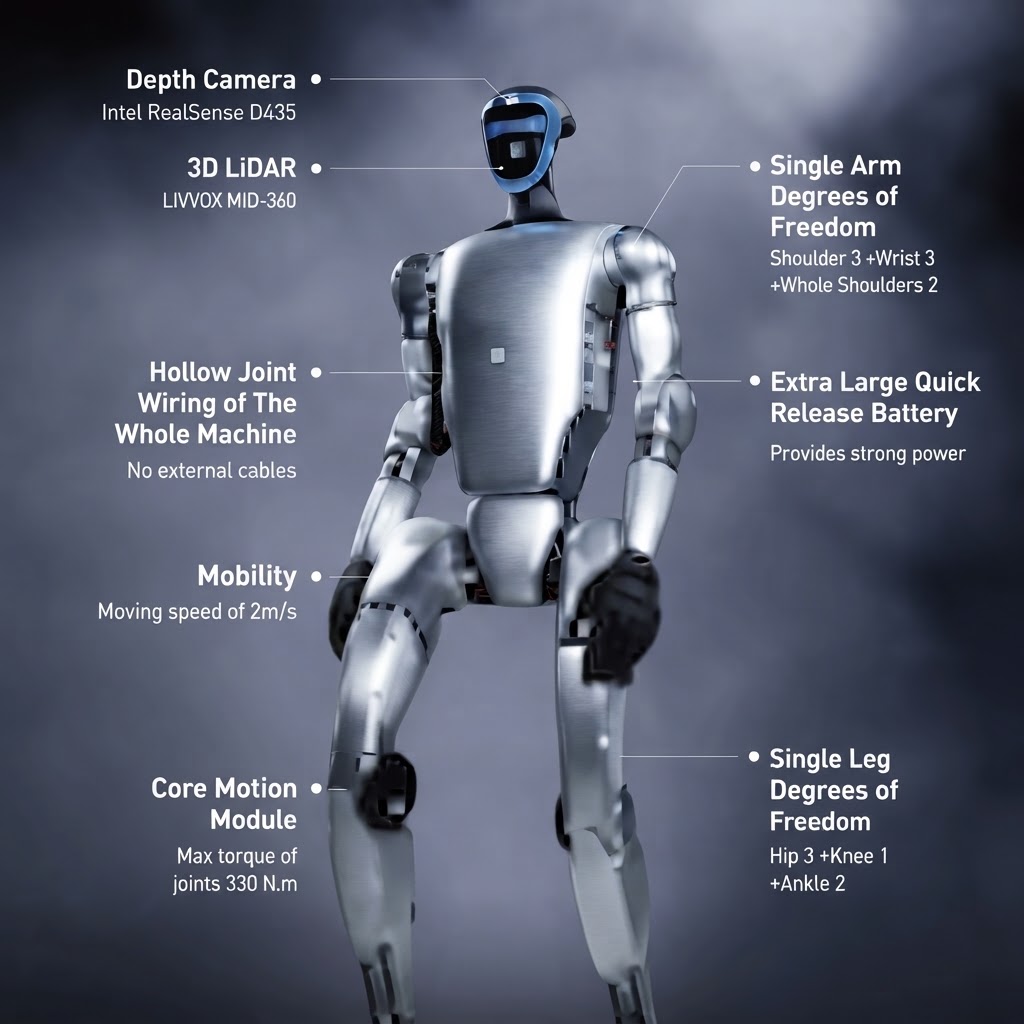 Depth Camera
Intel RealSense D435
3D LiDAR
LIVVOX MID-360
Hollow Joint
Wiring of The
Whole Machine
No external cables
Mobility
Moving speed of 2m/s
Core Motion
Module
Max torque of
joints 330 N.m
Single Arm
Degrees of
Freedom
Shoulder 3 +Wrist 3
+Whole Shoulders 2
Extra Large Quick
Release Battery
Provides strong power
Single Leg
Degrees of
Freedom
Hip 3 +Knee 1
+Ankle 2